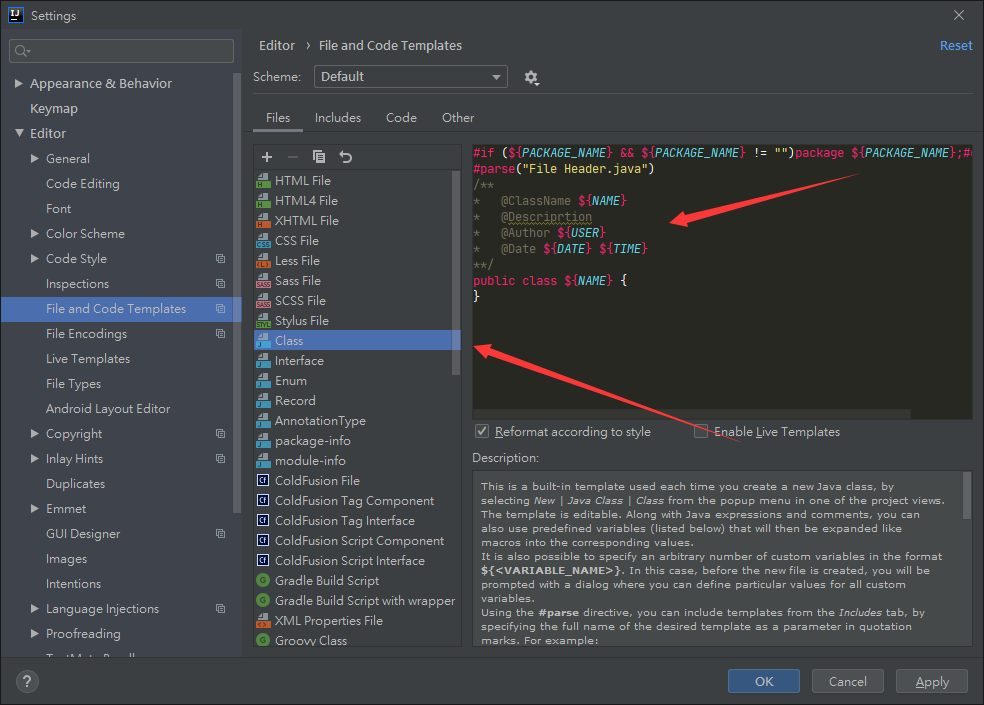 Settings
Editor › File and Code Templates
Reset
Scheme: Default
Appearance & Behavior
Keymap
Editor
General
Code Editing
Font
Color Scheme
Code Style
Inspections
File and Code Templates
File Encodings
Live Templates
File Types
Android Layout Editor
Copyright
Inlay Hints
Duplicates
Emmet
GUI Designer
Images
Intentions
Language Injections
Proofreading
Files Includes Code Other
HTML File
HTML4 File
XHTML File
CSS File
Less File
Sass File
SCSS File
Stylus File
Class
Interface
Enum
Record
AnnotationType
package-info
module-info
ColdFusion File
ColdFusion Tag Component
ColdFusion Tag Interface
ColdFusion Script Component
ColdFusion Script Interface
Gradle Build Script
Gradle Build Script with wrapper
XML Properties File
Groovy Class
#if (${PACKAGE_NAME} && ${PACKAGE_NAME} != "")package ${PACKAGE_NAME};#
#parse("File Header.java")
/**
* @ClassName ${NAME}
* @Descriprtion
* @Author ${USER}
* @Date ${DATE} ${TIME}
**/
public class ${NAME} {
}
Reformat according to style Enable Live Templates
Description:
This is a built-in template used each time you create a new Java class, by
selecting New | Java Class | Class from the popup menu in one of the project views.
The template is editable. Along with Java expressions and comments, you can
also use predefined variables (listed below) that will then be expanded like
macros into the corresponding values.
It is also possible to specify an arbitrary number of custom variables in the format
${<VARIABLE_NAME>}. In this case, before the new file is created, you will be
prompted with a dialog where you can define particular values for all custom
variables.
Using the #parse directive, you can include templates from the Includes tab, by
specifying the full name of the desired template as a parameter in quotation
marks. For example:
? OK Cancel Apply